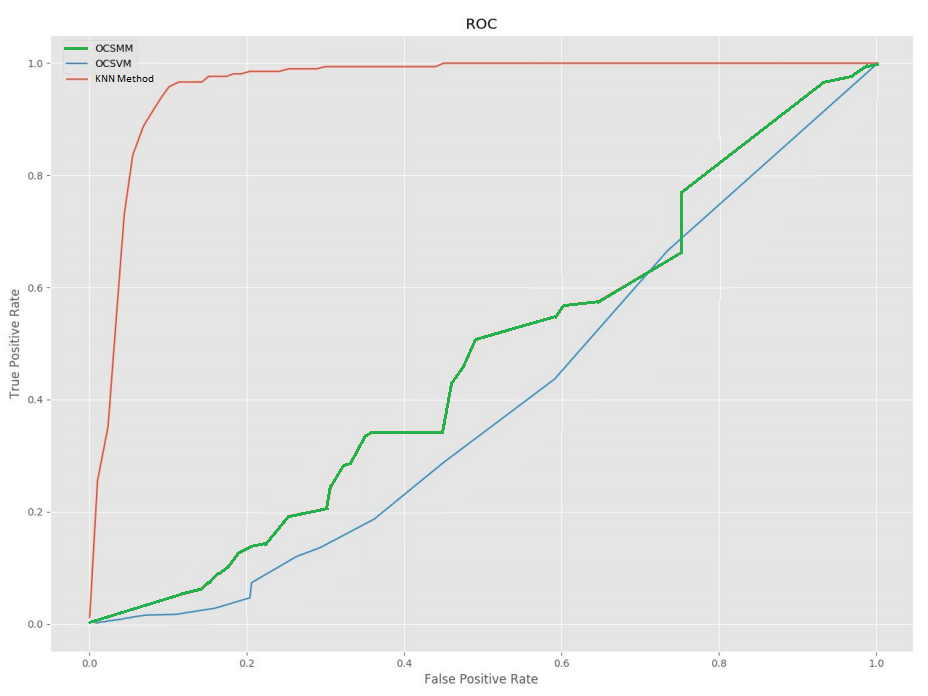 ROC
OCSMM
OCSVM
KNN Method
1.0
0.8
0.6
0.4
0.2
0.0
True Positive Rate
0.0 0.2 0.4 0.6 0.8 1.0
False Positive Rate